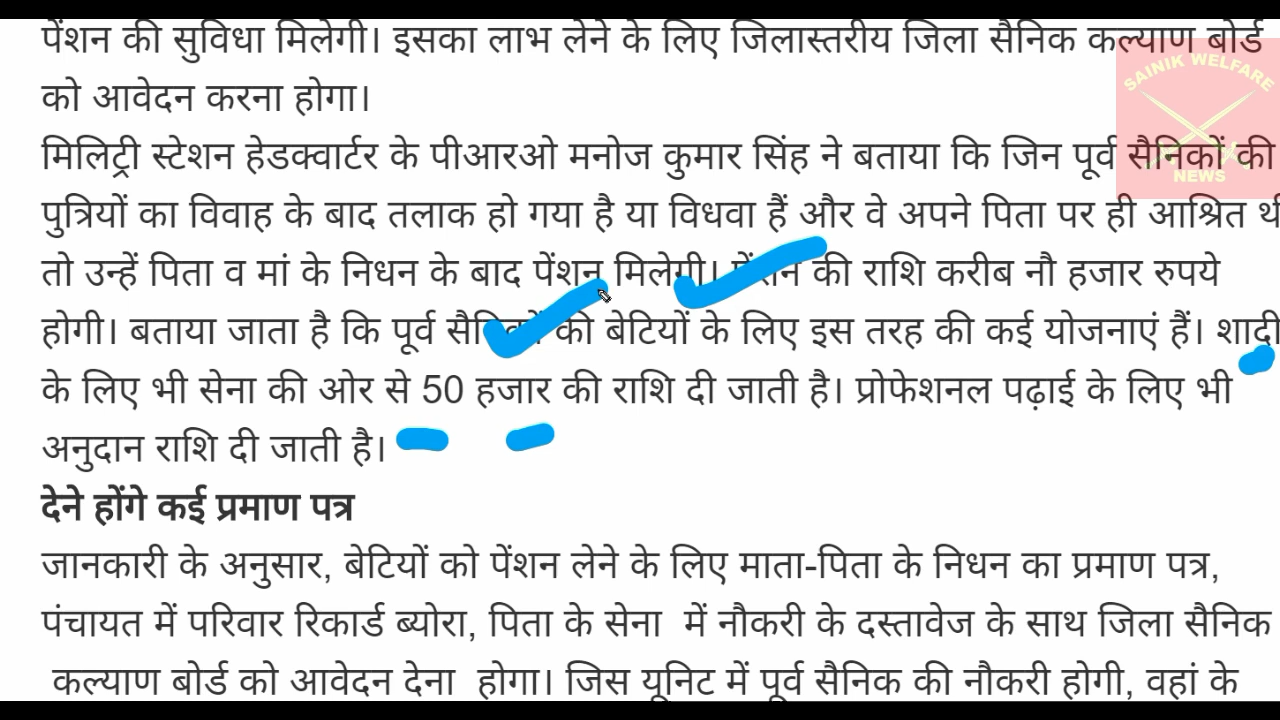 पेंशन की सुविधा मिलेगी। इसका लाभ लेने के लिए जिलास्तरीय जिला सैनिक कल्याण बोर्ड
को आवेदन करना होगा।
मिलिट्री स्टेशन हेडक्वार्टर के पीआरओ मनोज कुमार सिंह ने बताया कि जिन पूर्व सैनिकों की
पुत्रियों का विवाह के बाद तलाक हो गया है या विधवा हैं और वे अपने पिता पर ही आश्रित
तो उन्हें पिता व मां के निधन के बाद पेंशन मिलेगी। पेंशन की राशि करीब नौ हजार रुपये
होगी। बताया जाता है कि पूर्व सैनिकों की बेटियों के लिए इस तरह की कई योजनाएं हैं। शादी
के लिए भी सेना की ओर से 50 हजार की राशि दी जाती है। प्रोफेशनल पढ़ाई के लिए भी
अनुदान राशि दी जाती है।
देने होंगे कई प्रमाण पत्र
जानकारी के अनुसार, बेटियों को पेंशन लेने के लिए माता-पिता के निधन का प्रमाण पत्र,
पंचायत में परिवार रिकार्ड ब्योरा, पिता के सेना में नौकरी के दस्तावेज के साथ जिला सैनिक
कल्याण बोर्ड को आवेदन देना होगा। जिस यूनिट में पूर्व सैनिक की नौकरी होगी, वहां के
SAINIK WELFARE
NEWS